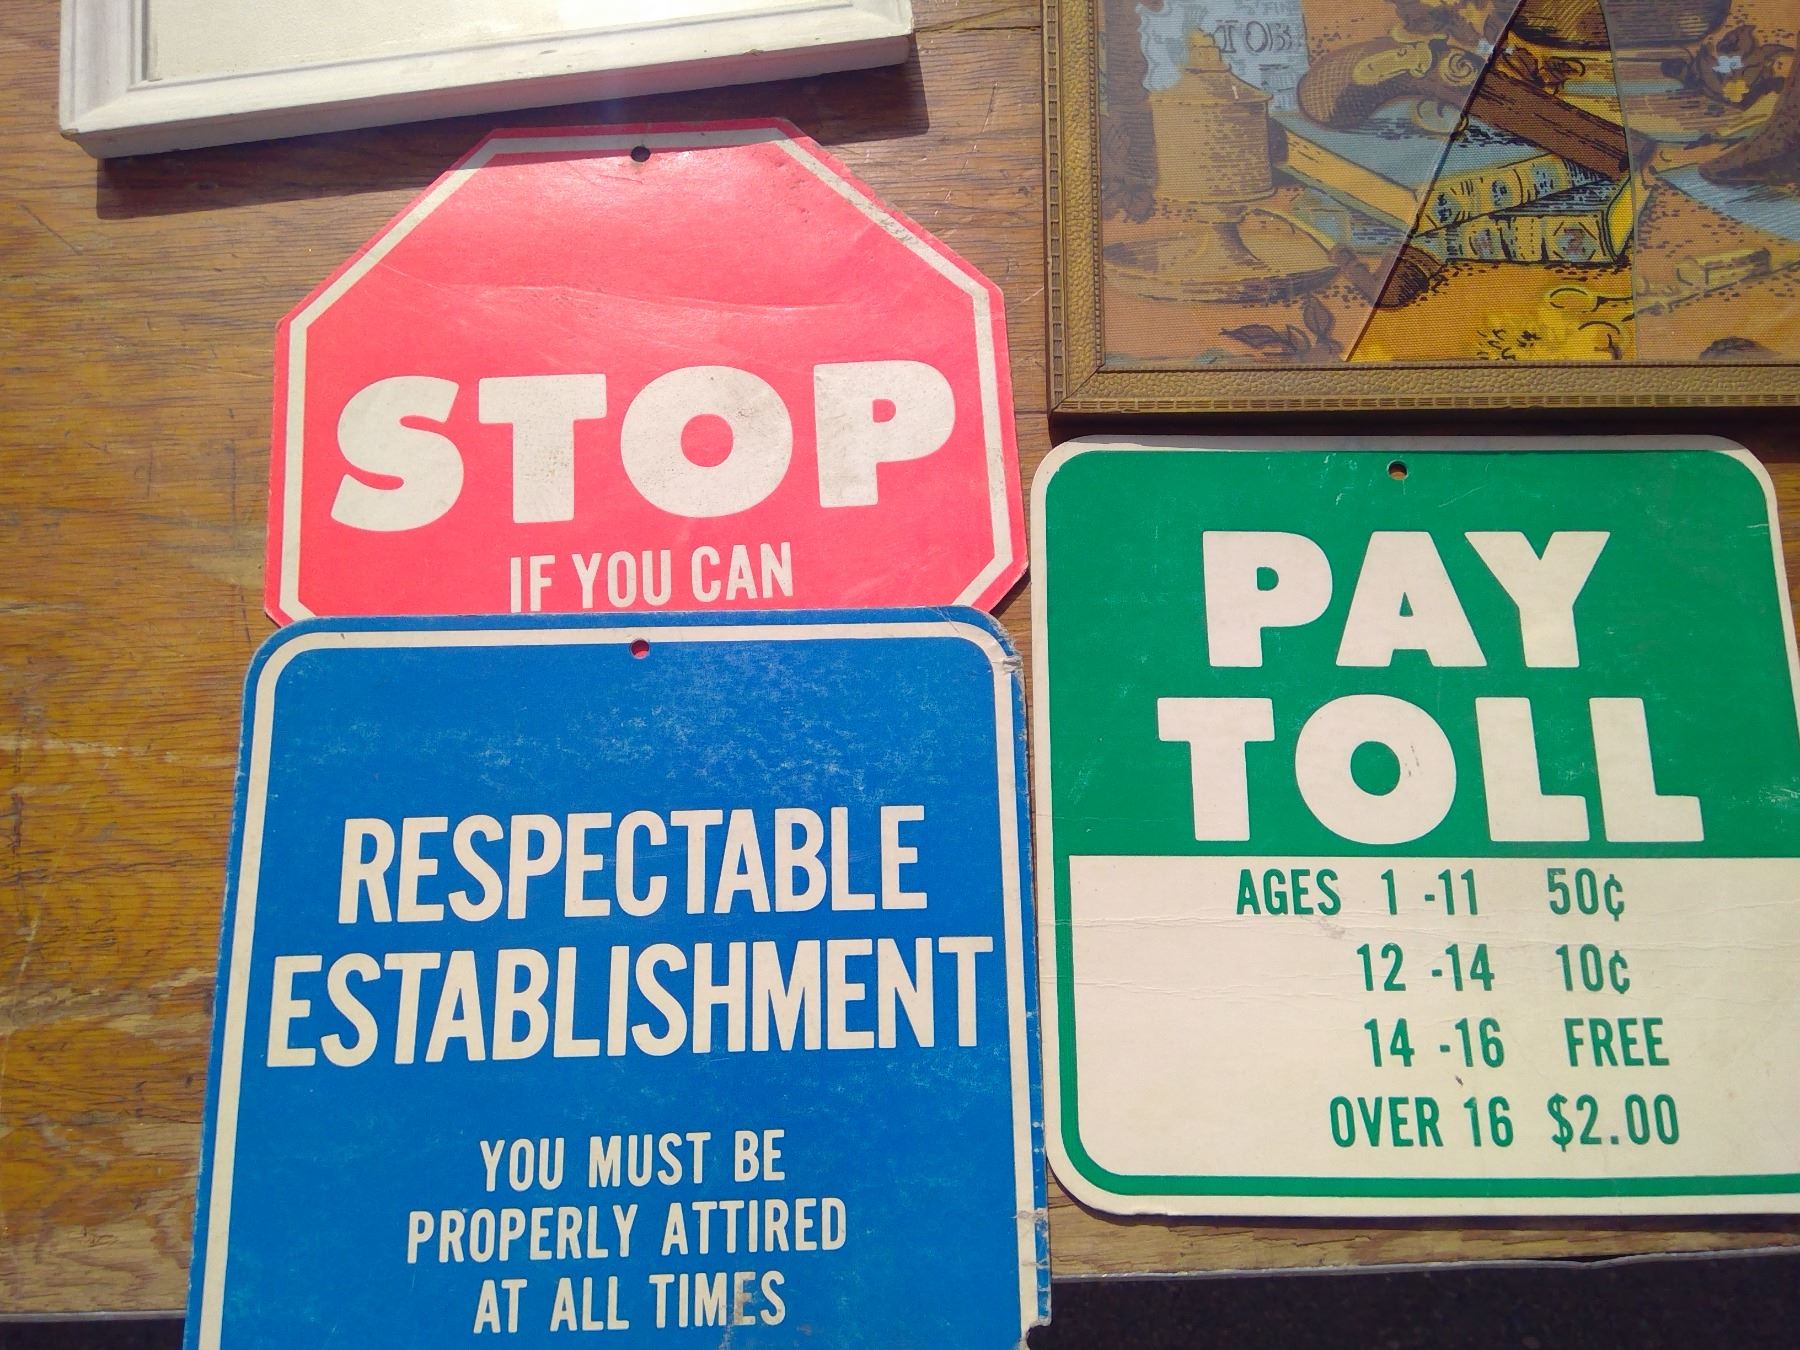 TOB
STOP
IF YOU CAN
RESPECTABLE
ESTABLISHMENT
YOU MUST BE
PROPERLY ATTIRED
AT ALL TIMES
PAY
TOLL
AGES 1 -11 50¢
12 -14 10¢
14 -16 FREE
OVER 16 $2.00